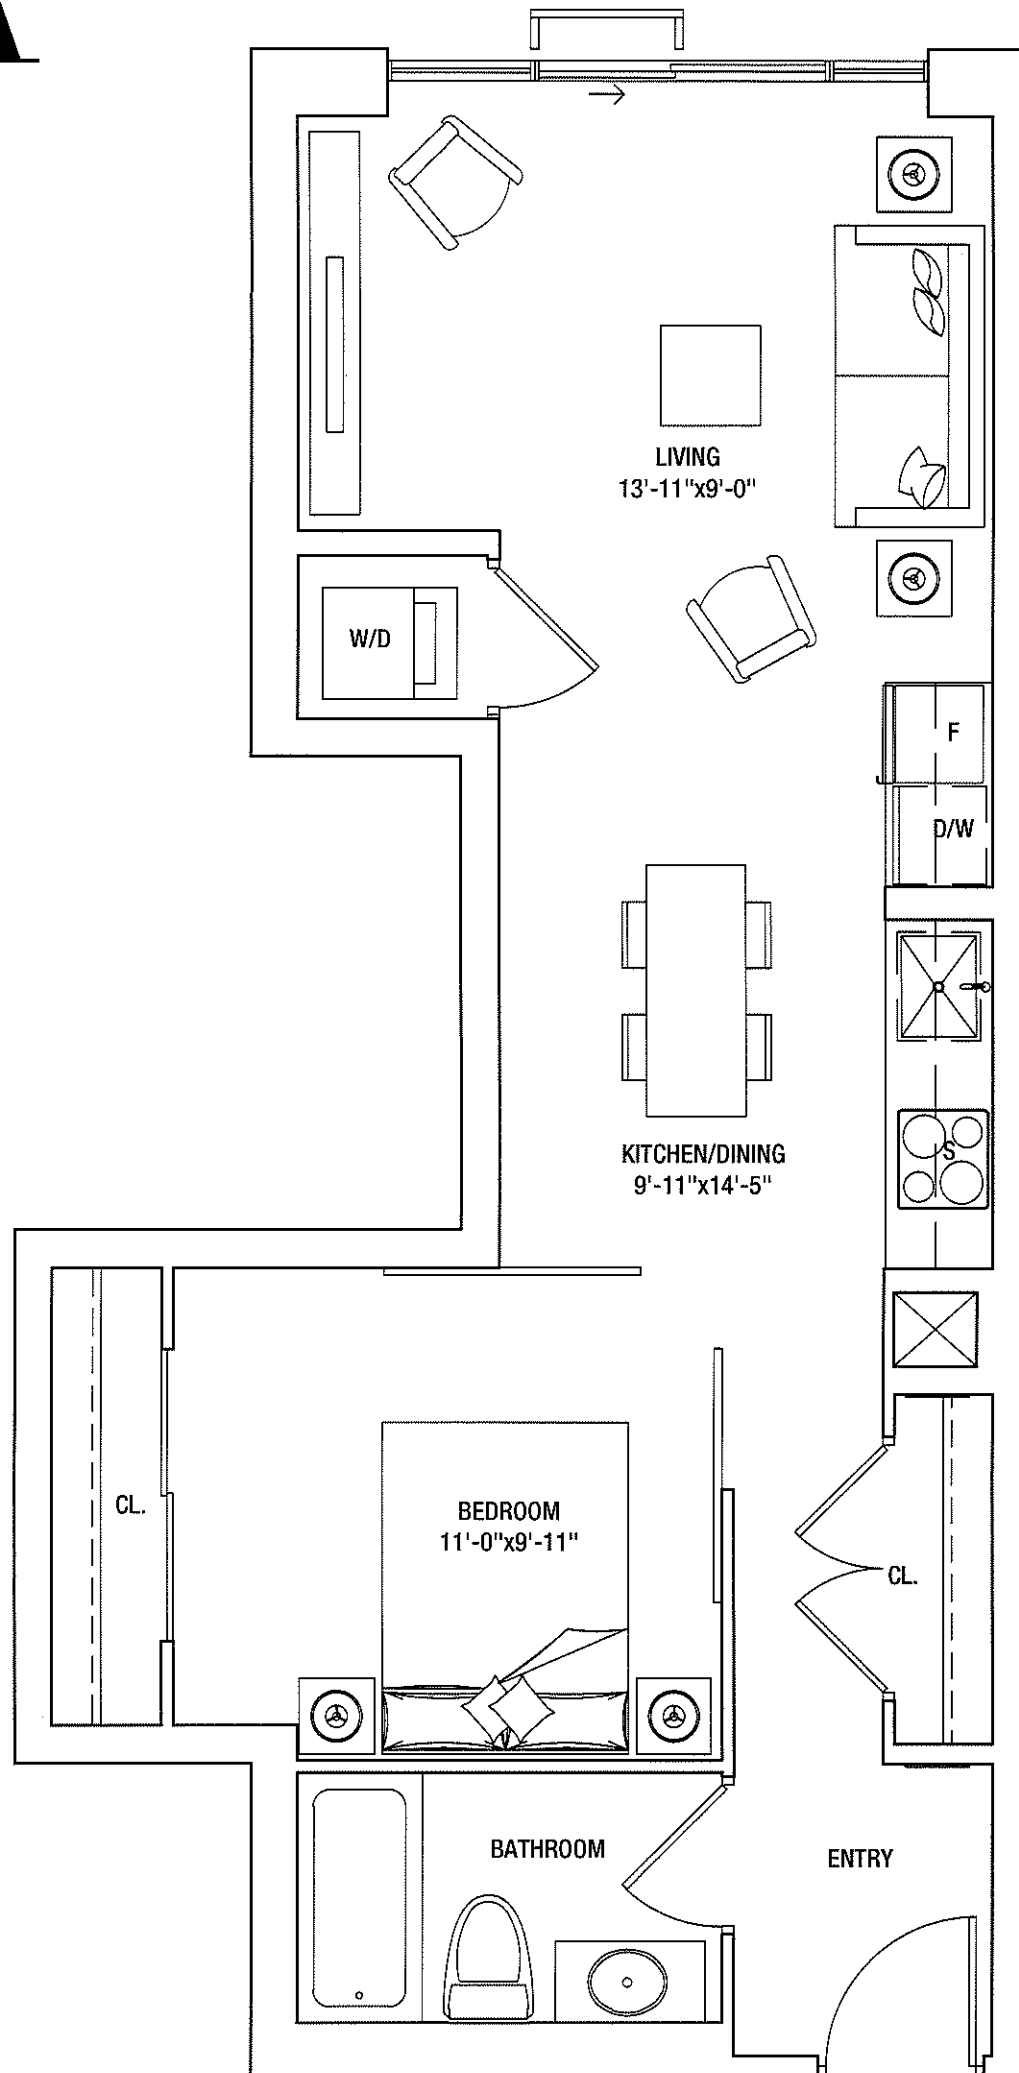 LIVING
13'-11"x9'-0"
W/D
F
D/W
KITCHEN/DINING
9'-11"x14'-5"
S
CL.
BEDROOM
11'-0"x9'-11"
CL.
BATHROOM
ENTRY